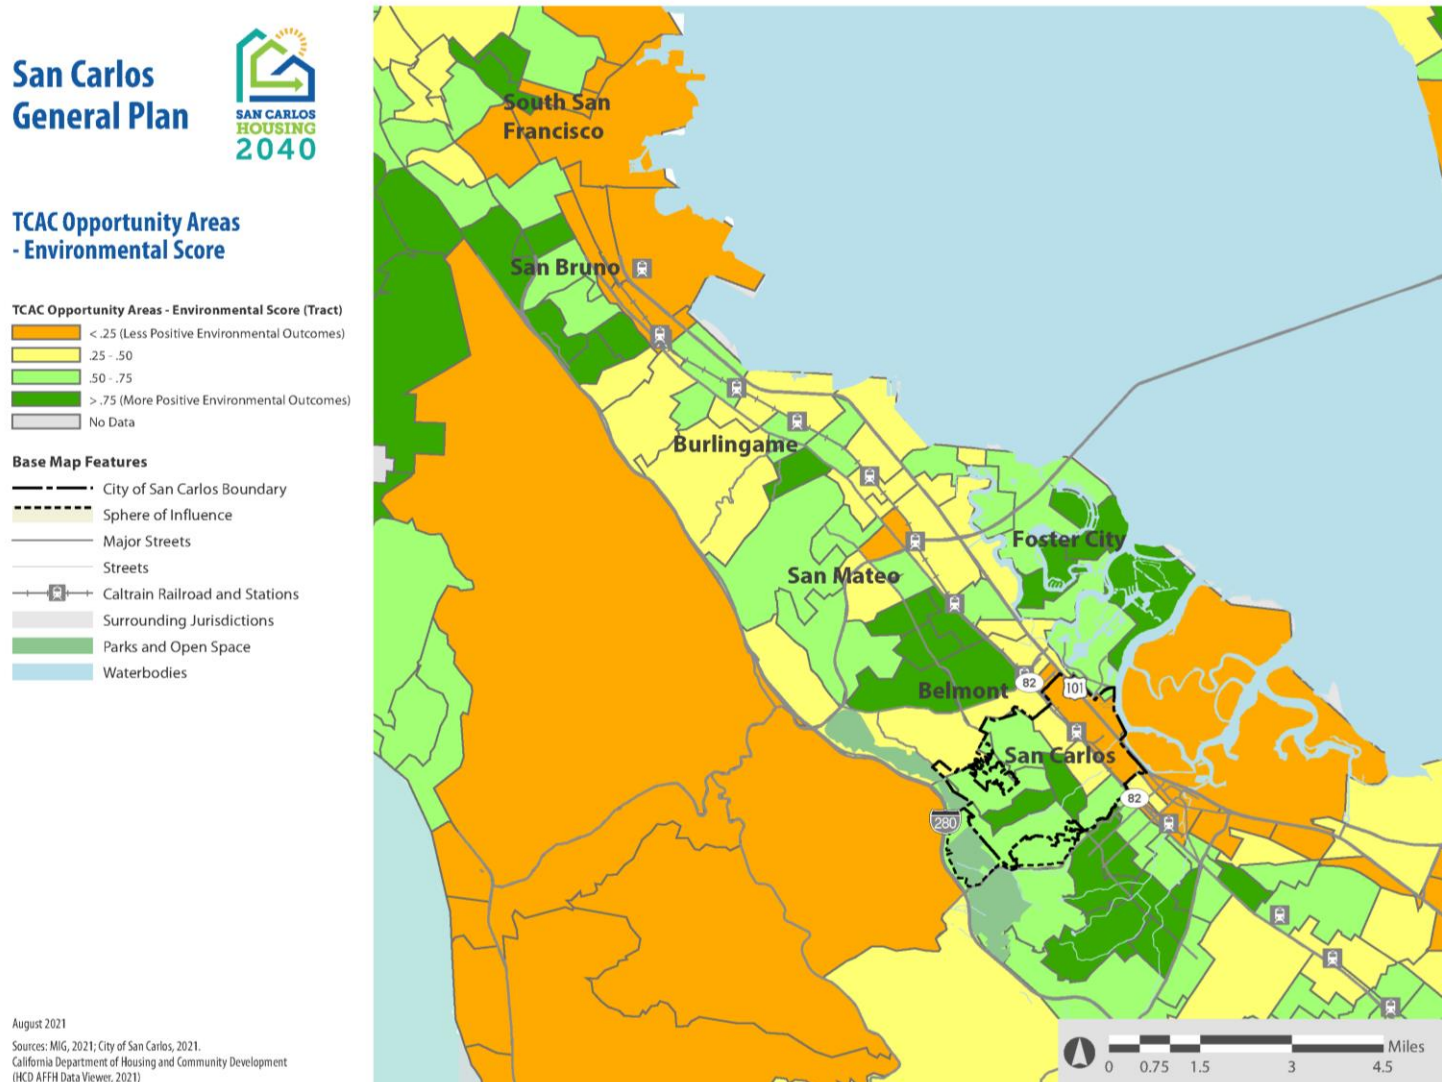 San Carlos
General Plan
SAN CARLOS
HOUSING
2040
TCAC Opportunity Areas
- Environmental Score
TCAC Opportunity Areas - Environmental Score (Tract)
< .25 (Less Positive Environmental Outcomes)
.25 - .50
.50 - .75
> .75 (More Positive Environmental Outcomes)
No Data
Base Map Features
City of San Carlos Boundary
Sphere of Influence
Major Streets
Streets
Caltrain Railroad and Stations
Surrounding Jurisdictions
Parks and Open Space
Waterbodies
August 2021
Sources: MIG, 2021; City of San Carlos, 2021.
California Department of Housing and Community Development
(HCD AFFH Data Viewer, 2021)
South San
Francisco
San Bruno
Burlingame
Foster City
San Mateo
Belmont
82
101
San Carlos
82
280
Miles
0 0.75 1.5 3 4.5